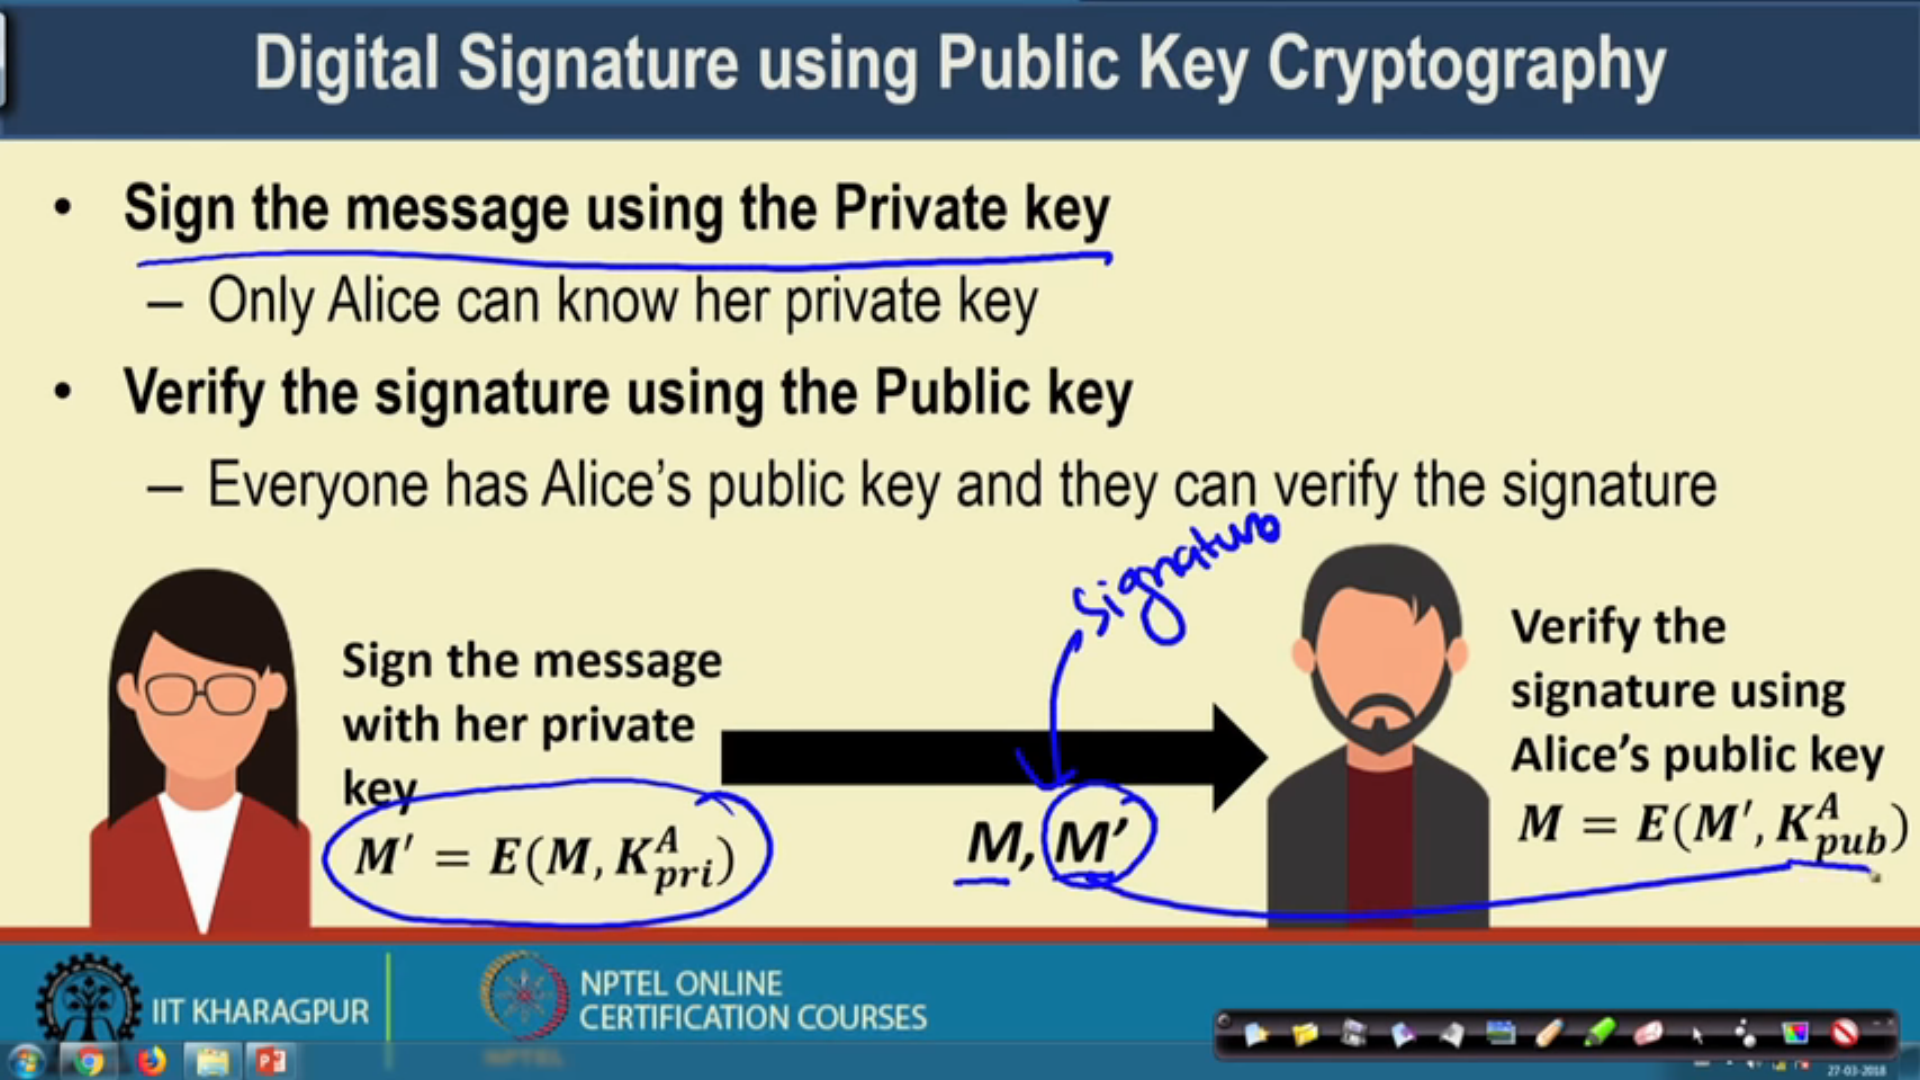 Digital Signature using Public Key Cryptography
• Sign the message using the Private key
– Only Alice can know her private key
• Verify the signature using the Public key
– Everyone has Alice's public key and they can verify the signature
signature
Sign the message
with her private
key
M′ = E(M, K^A_pri)
M, M′
Verify the
signature using
Alice's public key
M = E(M′, K^A_pub)
IIT KHARAGPUR
NPTEL ONLINE
CERTIFICATION COURSES
NPTEL
27-03-2018